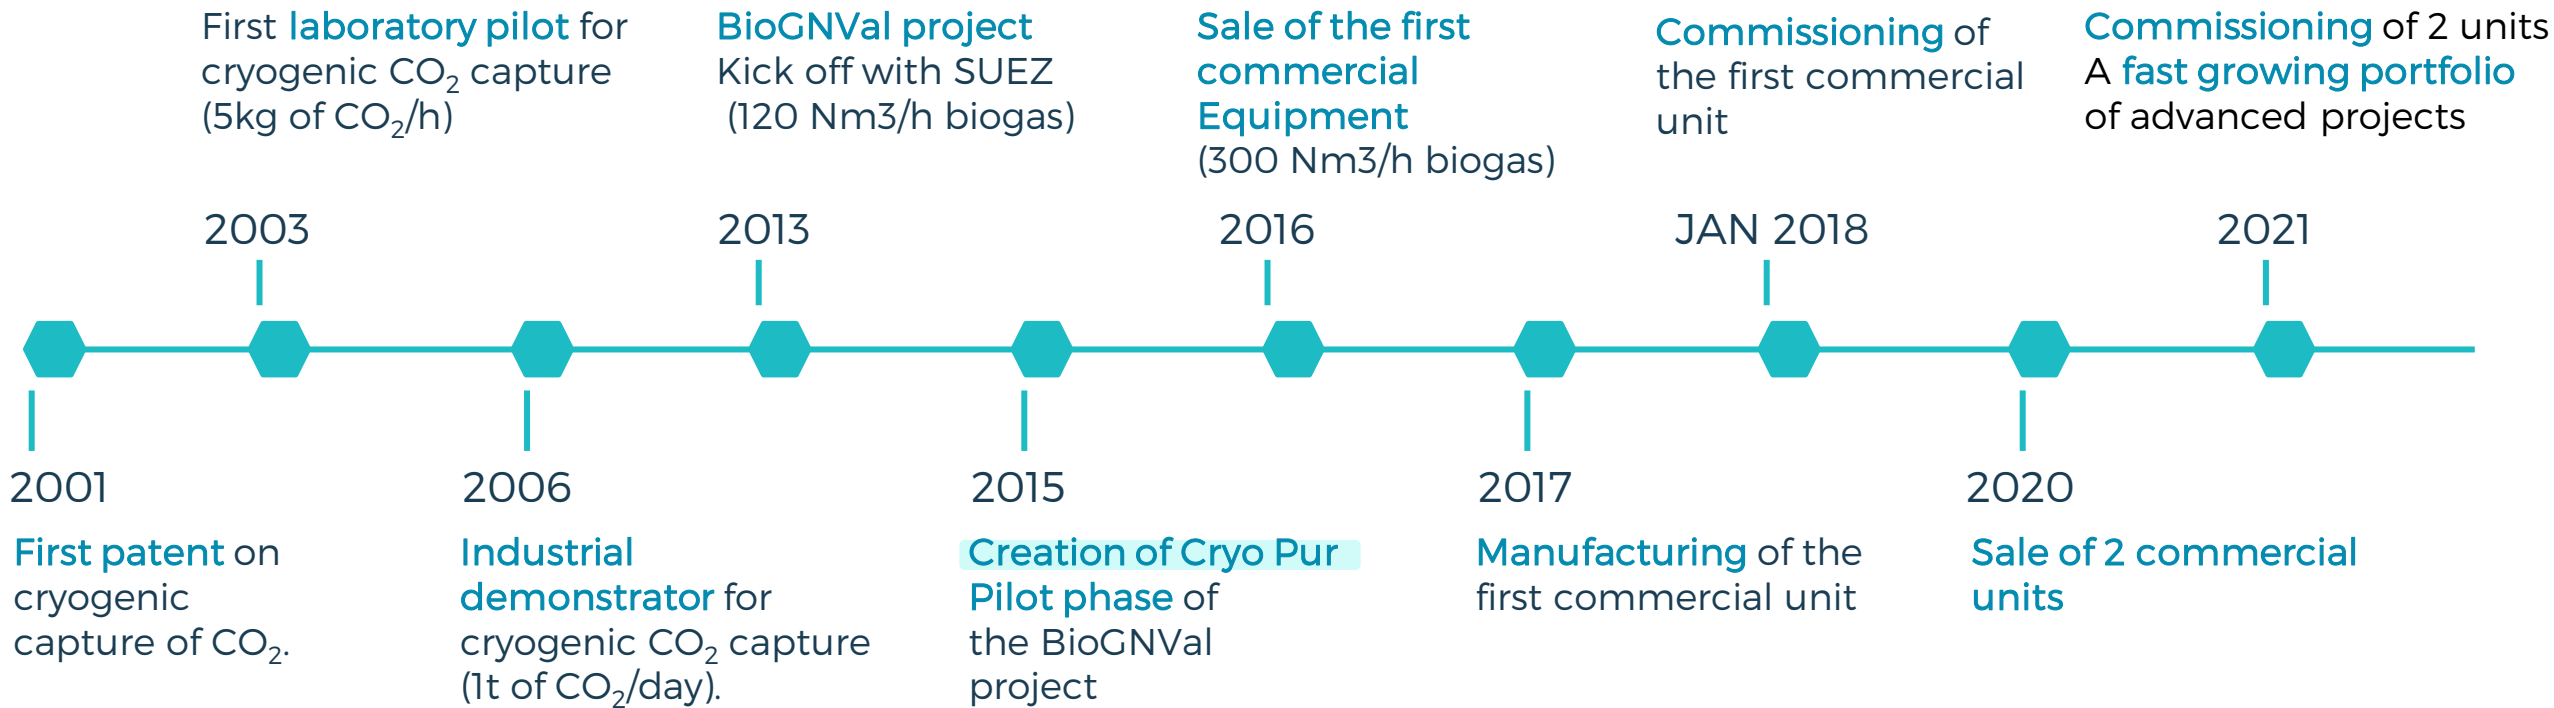 First laboratory pilot for
cryogenic CO₂ capture
(5kg of CO₂/h)
2003
BioGNVal project
Kick off with SUEZ
(120 Nm3/h biogas)
2013
Sale of the first
commercial
Equipment
(300 Nm3/h biogas)
2016
Commissioning of
the first commercial
unit
JAN 2018
Commissioning of 2 units
A fast growing portfolio
of advanced projects
2021
2001
First patent on
cryogenic
capture of CO₂.
2006
Industrial
demonstrator for
cryogenic CO₂ capture
(1t of CO₂/day).
2015
Creation of Cryo Pur
Pilot phase of
the BioGNVal
project
2017
Manufacturing of the
first commercial unit
2020
Sale of 2 commercial
units